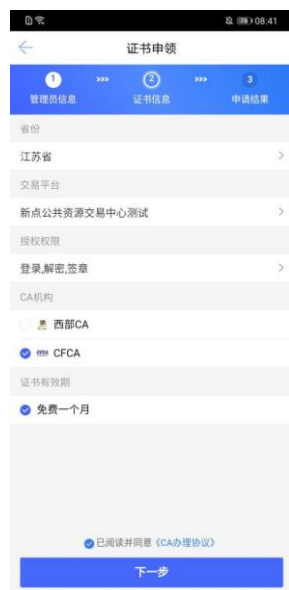 08:41
证书申领
1 >>> 2 >>> 3
管理员信息 证书信息 申请结果
省份
江苏省
交易平台
新点公共资源交易中心测试
授权权限
登录,解密,签章
CA机构
西部CA
CFCA
证书有效期
免费一个月
已阅读并同意《CA办理协议》
下一步